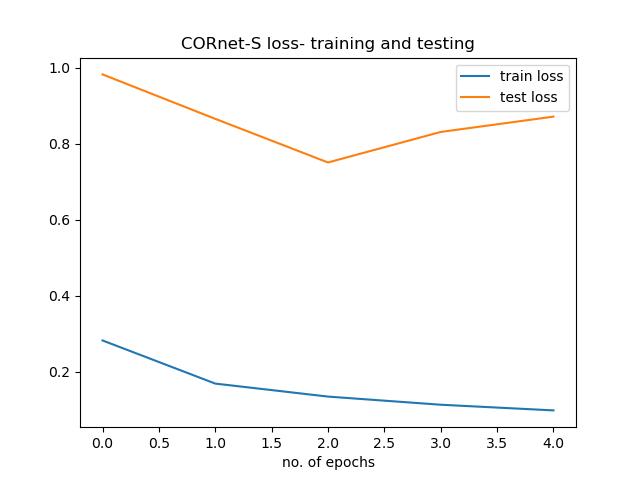 CORnet-S loss- training and testing
train loss
test loss
1.0
0.8
0.6
0.4
0.2
0.0 0.5 1.0 1.5 2.0 2.5 3.0 3.5 4.0
no. of epochs